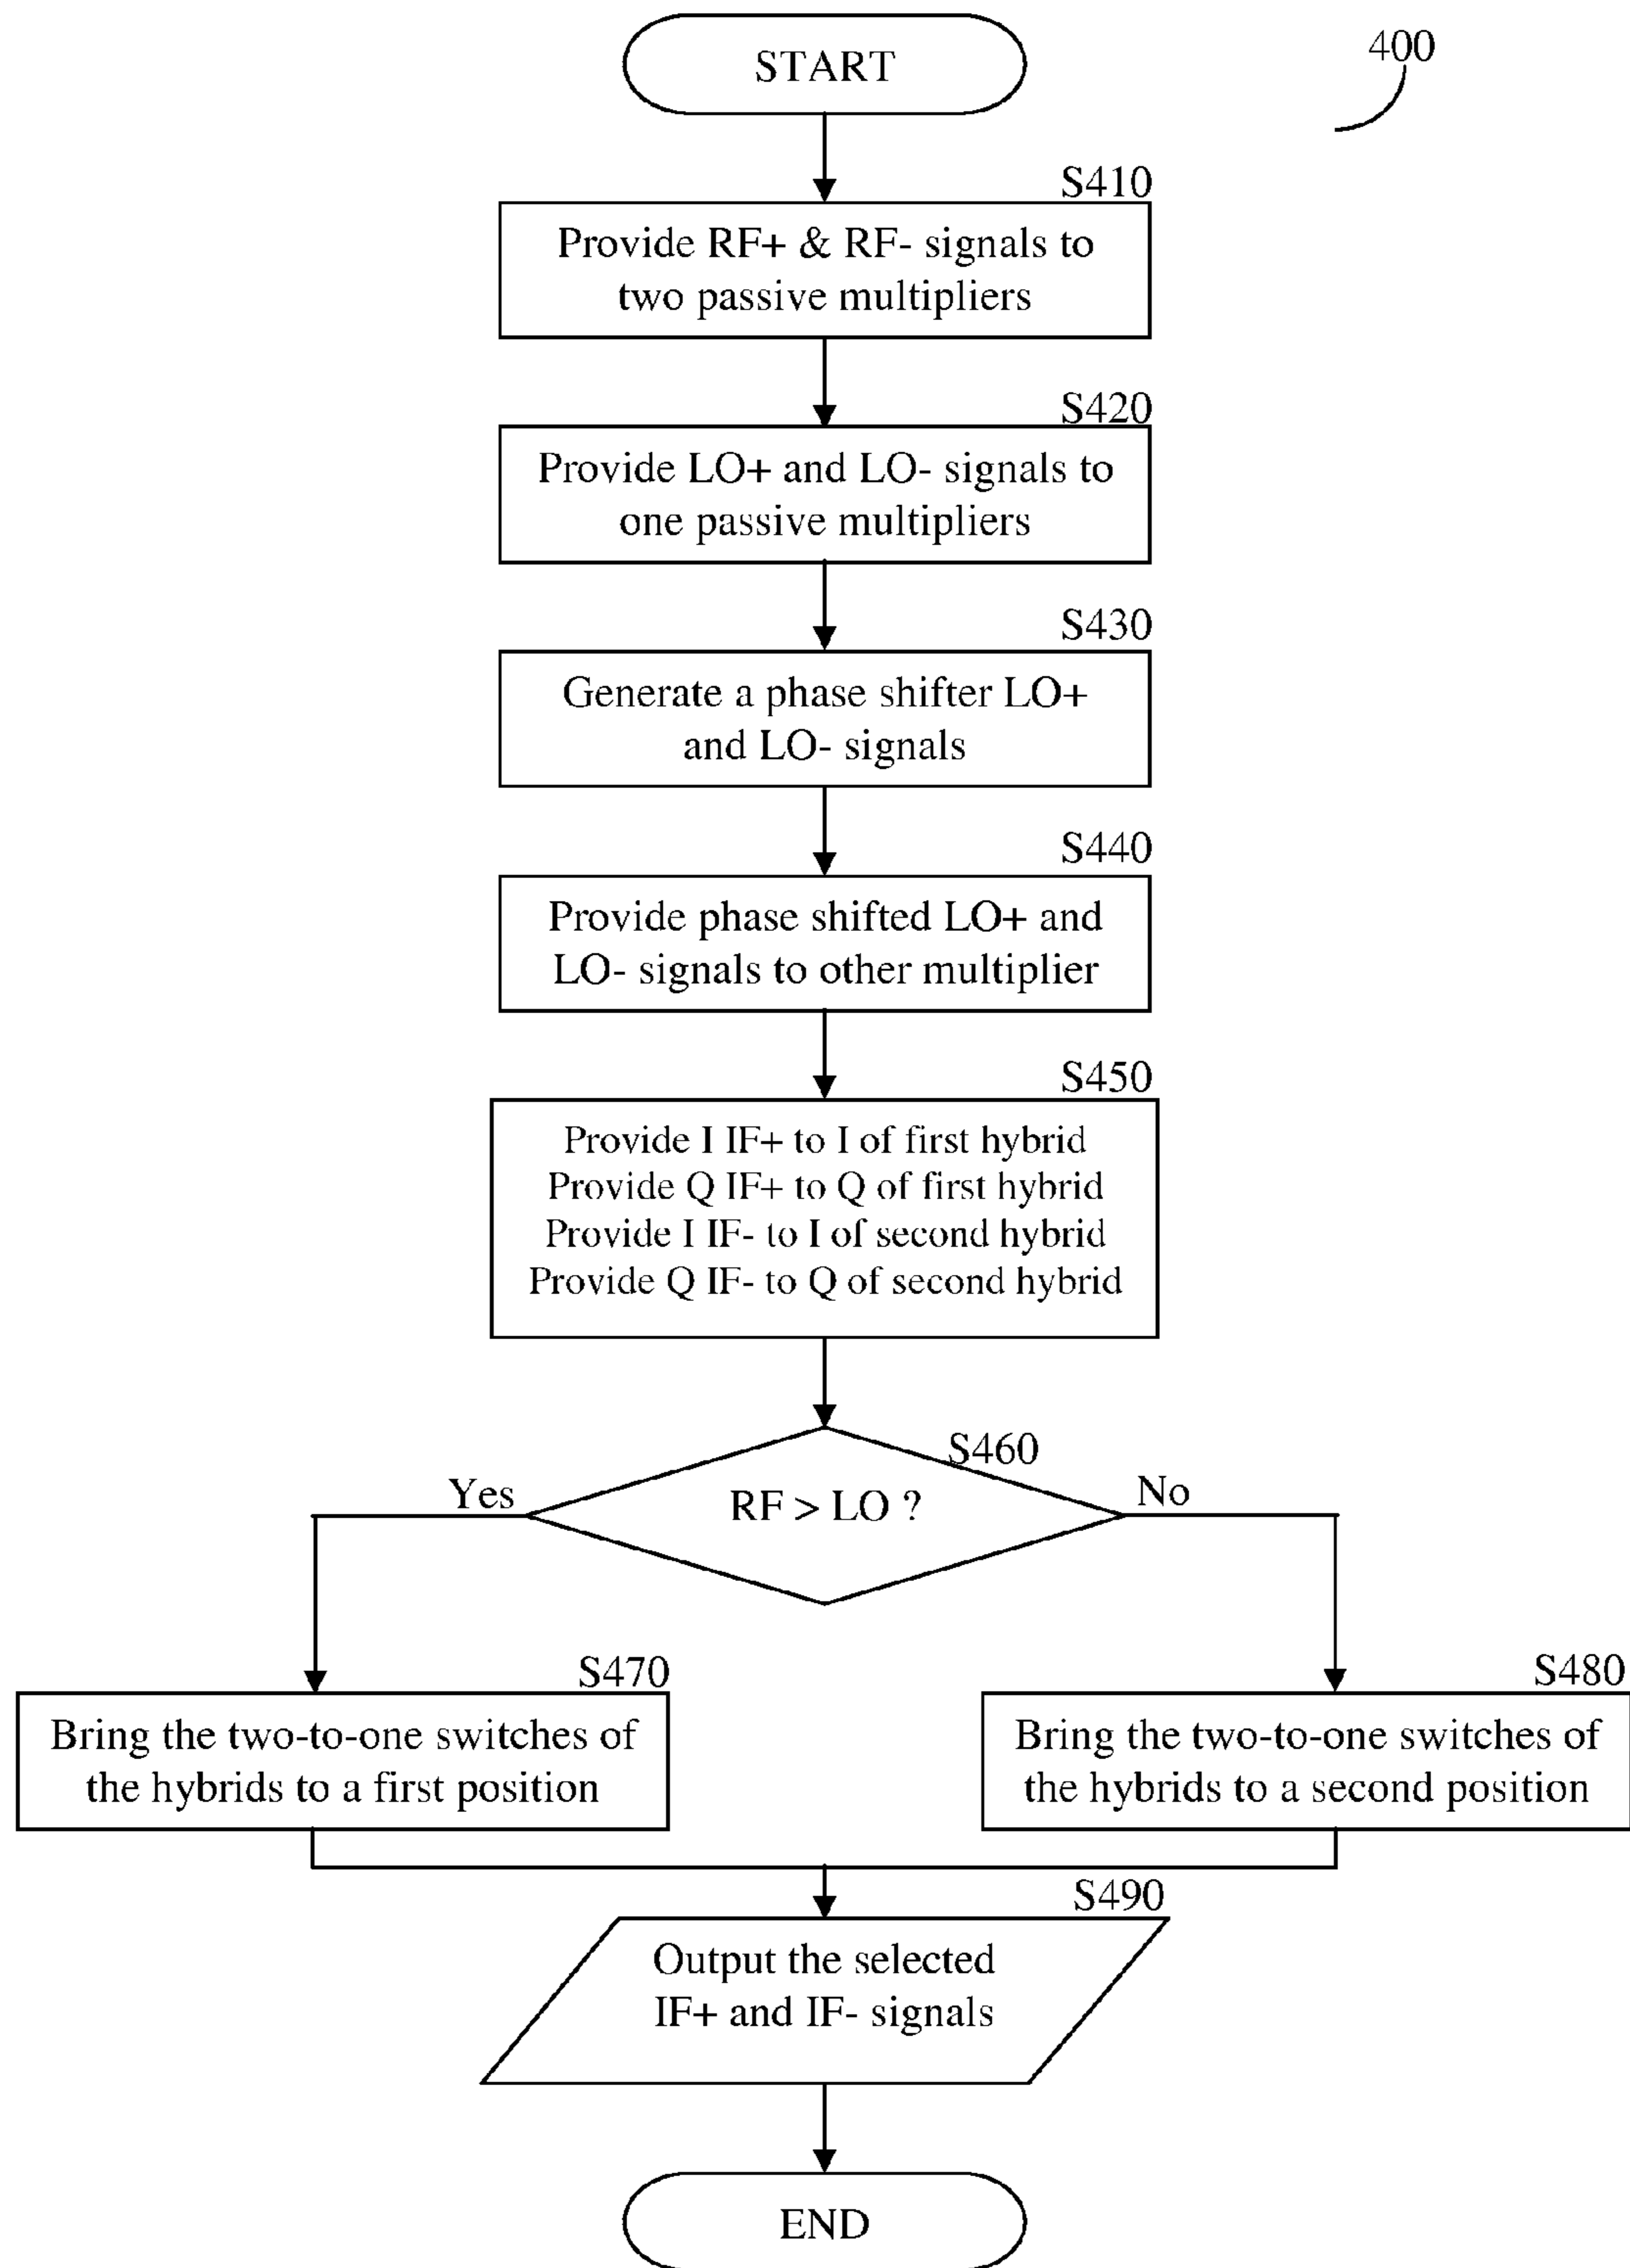 START
400
S410
Provide RF+ & RF- signals to
two passive multipliers
S420
Provide LO+ and LO- signals to
one passive multipliers
S430
Generate a phase shifter LO+
and LO- signals
S440
Provide phase shifted LO+ and
LO- signals to other multiplier
S450
Provide I IF+ to I of first hybrid
Provide Q IF+ to Q of first hybrid
Provide I IF- to I of second hybrid
Provide Q IF- to Q of second hybrid
S460
Yes
RF > LO ?
No
S470
Bring the two-to-one switches of
the hybrids to a first position
S480
Bring the two-to-one switches of
the hybrids to a second position
S490
Output the selected
IF+ and IF- signals
END